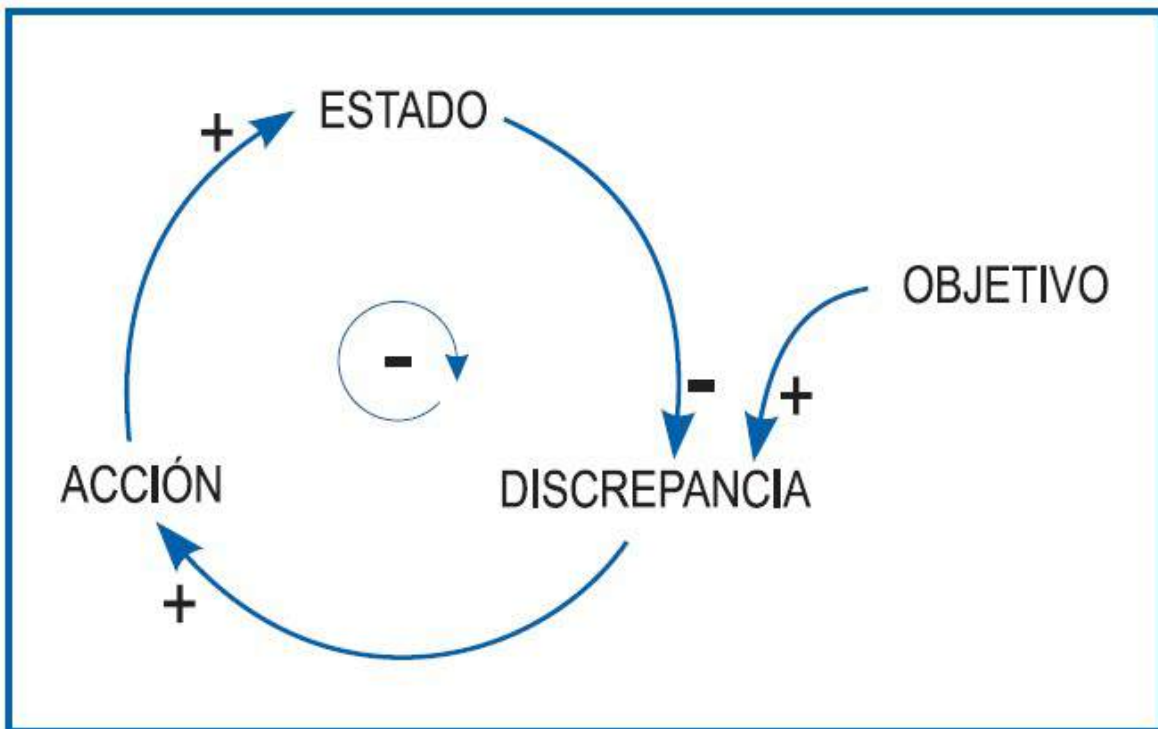 +
ESTADO
OBJETIVO
-
-
+
ACCIÓN
DISCREPANCIA
+